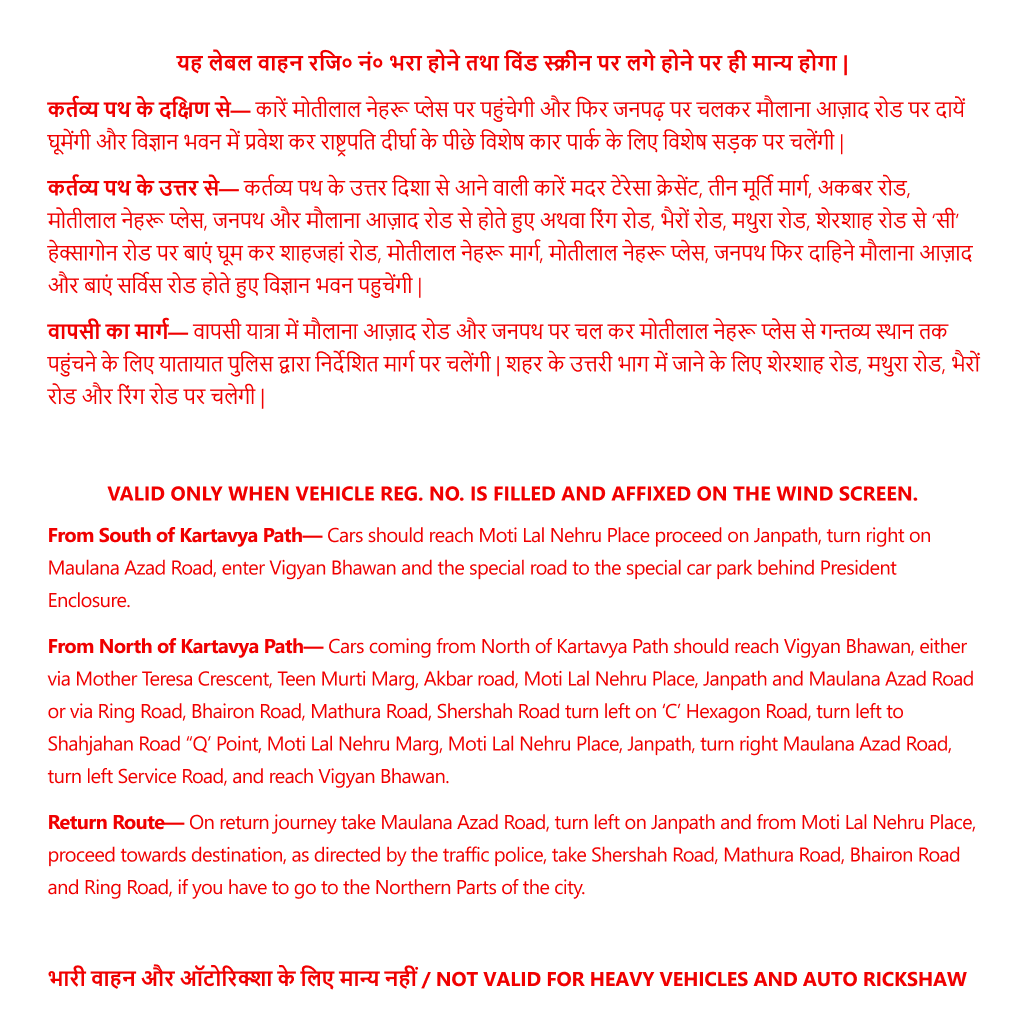 यह लेबल वाहन रजि० नं० भरा होने तथा विंड स्क्रीन पर लगे होने पर ही मान्य होगा |
कर्तव्य पथ के दक्षिण से— कारें मोतीलाल नेहरू प्लेस पर पहुंचेगी और फिर जनपढ़ पर चलकर मौलाना आज़ाद रोड पर दायें
घूमेंगी और विज्ञान भवन में प्रवेश कर राष्ट्रपति दीर्घा के पीछे विशेष कार पार्क के लिए विशेष सड़क पर चलेंगी |
कर्तव्य पथ के उत्तर से— कर्तव्य पथ के उत्तर दिशा से आने वाली कारें मदर टेरेसा क्रेसेंट, तीन मूर्ति मार्ग, अकबर रोड,
मोतीलाल नेहरू प्लेस, जनपथ और मौलाना आज़ाद रोड से होते हुए अथवा रिंग रोड, भैरों रोड, मथुरा रोड, शेरशाह रोड से ‘सी’
हेक्सागोन रोड पर बाएं घूम कर शाहजहां रोड, मोतीलाल नेहरू मार्ग, मोतीलाल नेहरू प्लेस, जनपथ फिर दाहिने मौलाना आज़ाद
और बाएं सर्विस रोड होते हुए विज्ञान भवन पहुचेंगी |
वापसी का मार्ग— वापसी यात्रा में मौलाना आज़ाद रोड और जनपथ पर चल कर मोतीलाल नेहरू प्लेस से गन्तव्य स्थान तक
पहुंचने के लिए यातायात पुलिस द्वारा निर्देशित मार्ग पर चलेंगी | शहर के उत्तरी भाग में जाने के लिए शेरशाह रोड, मथुरा रोड, भैरों
रोड और रिंग रोड पर चलेगी |
VALID ONLY WHEN VEHICLE REG. NO. IS FILLED AND AFFIXED ON THE WIND SCREEN.
From South of Kartavya Path— Cars should reach Moti Lal Nehru Place proceed on Janpath, turn right on
Maulana Azad Road, enter Vigyan Bhawan and the special road to the special car park behind President
Enclosure.
From North of Kartavya Path— Cars coming from North of Kartavya Path should reach Vigyan Bhawan, either
via Mother Teresa Crescent, Teen Murti Marg, Akbar road, Moti Lal Nehru Place, Janpath and Maulana Azad Road
or via Ring Road, Bhairon Road, Mathura Road, Shershah Road turn left on ‘C’ Hexagon Road, turn left to
Shahjahan Road “Q’ Point, Moti Lal Nehru Marg, Moti Lal Nehru Place, Janpath, turn right Maulana Azad Road,
turn left Service Road, and reach Vigyan Bhawan.
Return Route— On return journey take Maulana Azad Road, turn left on Janpath and from Moti Lal Nehru Place,
proceed towards destination, as directed by the traffic police, take Shershah Road, Mathura Road, Bhairon Road
and Ring Road, if you have to go to the Northern Parts of the city.
भारी वाहन और ऑटोरिक्शा के लिए मान्य नहीं / NOT VALID FOR HEAVY VEHICLES AND AUTO RICKSHAW